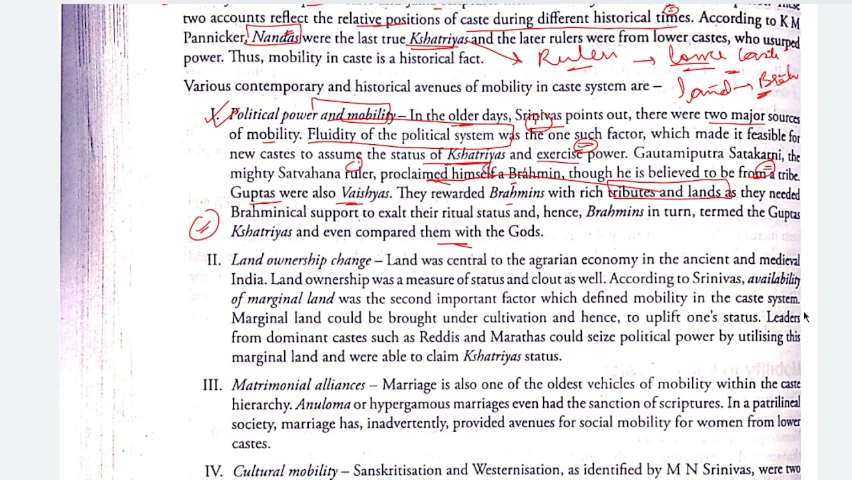 two accounts reflect the relative positions of caste during different historical times. According to K M
Pannicker, Nandas were the last true Kshatriyas and the later rulers were from lower castes, who usurped
power. Thus, mobility in caste is a historical fact.
Rulers → lower caste
Various contemporary and historical avenues of mobility in caste system are –
land → Brah
I. Political power and mobility – In the older days, Srinivas points out, there were two major sources
of mobility. Fluidity of the political system was the one such factor, which made it feasible for
new castes to assume the status of Kshatriyas and exercise power. Gautamiputra Satakarni, the
mighty Satvahana ruler, proclaimed himself a Brahmin, though he is believed to be from a tribe.
Guptas were also Vaishyas. They rewarded Brahmins with rich tributes and lands as they needed
Brahminical support to exalt their ritual status and, hence, Brahmins in turn, termed the Guptas
Kshatriyas and even compared them with the Gods.
II. Land ownership change – Land was central to the agrarian economy in the ancient and medieval
India. Land ownership was a measure of status and clout as well. According to Srinivas, availability
of marginal land was the second important factor which defined mobility in the caste system.
Marginal land could be brought under cultivation and hence, to uplift one's status. Leaders
from dominant castes such as Reddis and Marathas could seize political power by utilising this
marginal land and were able to claim Kshatriyas status.
III. Matrimonial alliances – Marriage is also one of the oldest vehicles of mobility within the caste
hierarchy. Anuloma or hypergamous marriages even had the sanction of scriptures. In a patrilineal
society, marriage has, inadvertently, provided avenues for social mobility for women from lower
castes.
IV. Cultural mobility – Sanskritisation and Westernisation, as identified by M N Srinivas, were two